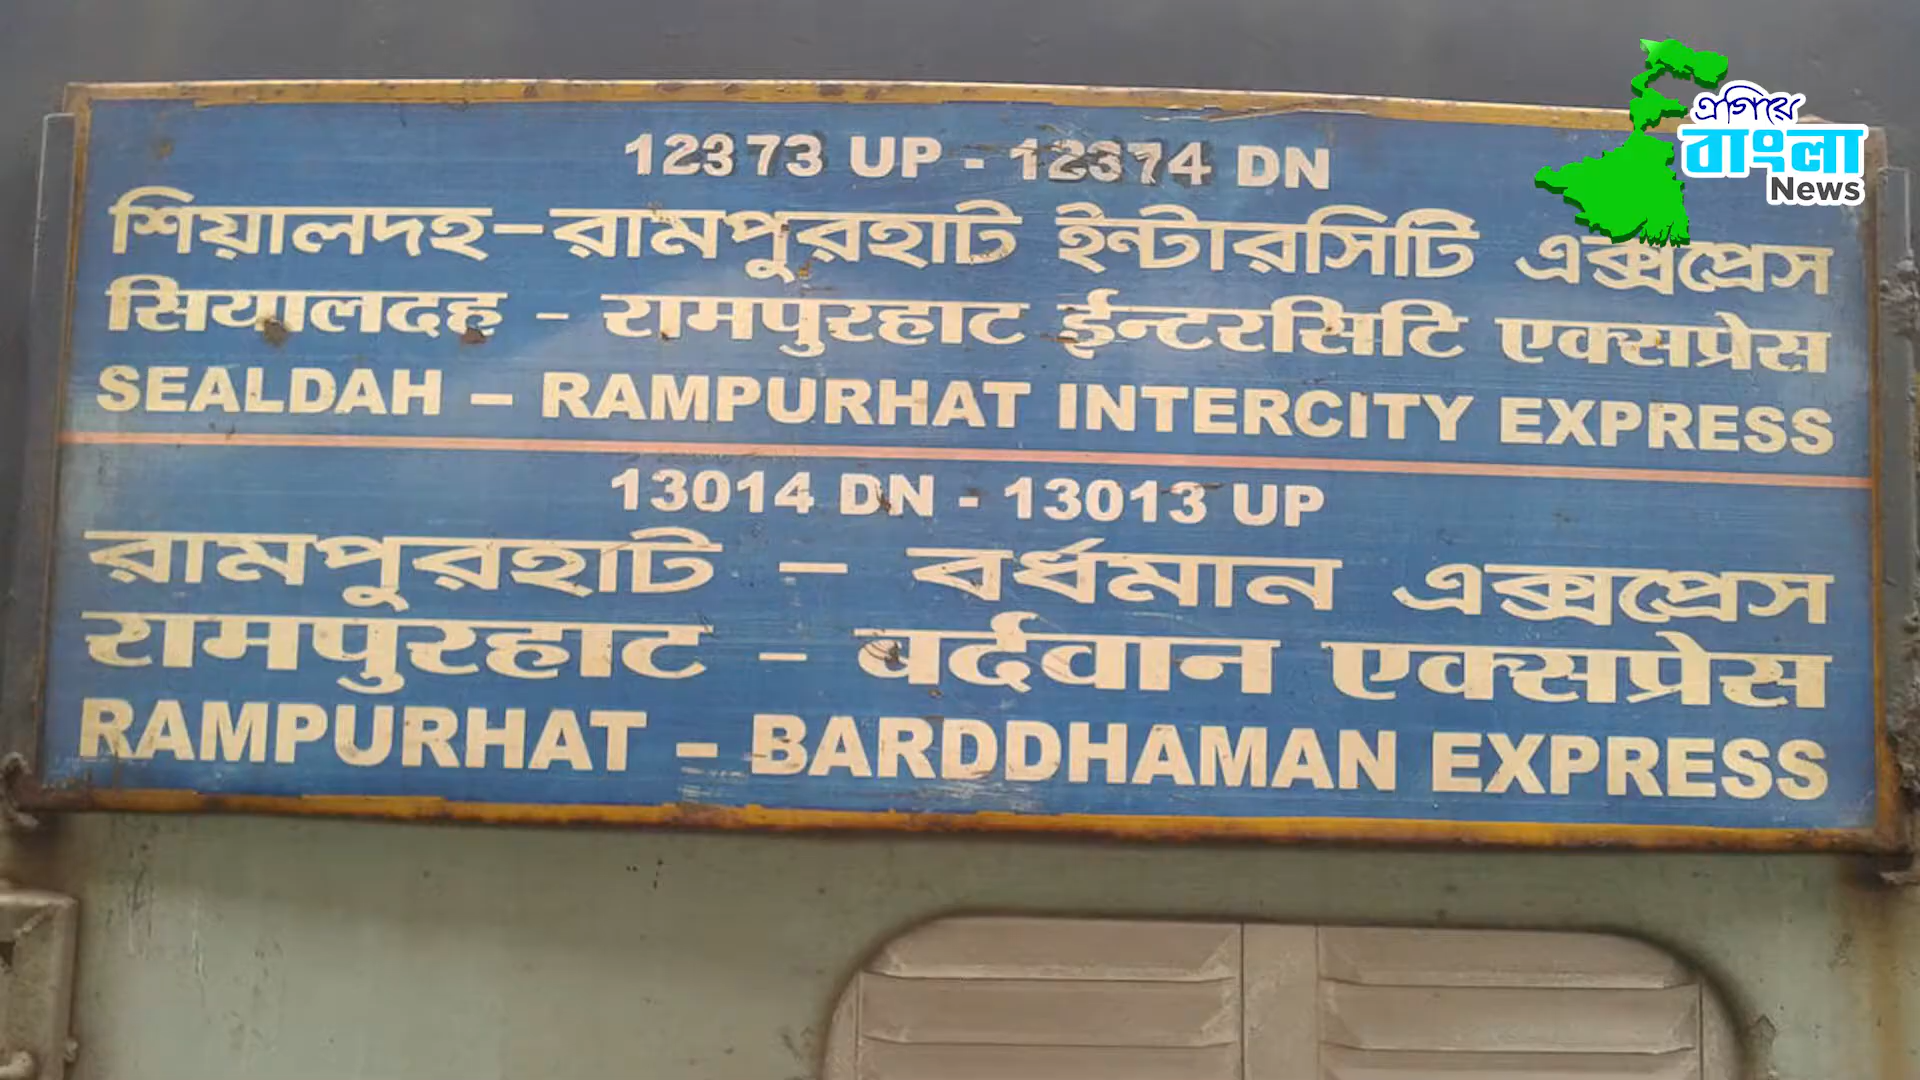 12373 UP - 12374 DN
শিয়ালদহ-রামপুরহাট ইন্টারসিটি এক্সপ্রেস
सियालदह - रामपुरहाट ईन्टरसिटि एक्सप्रेस
SEALDAH - RAMPURHAT INTERCITY EXPRESS
13014 DN - 13013 UP
রামপুরহাট - বর্ধমান এক্সপ্রেস
रामपुरहाट - बर्दवान एक्सप्रेस
RAMPURHAT - BARDDHAMAN EXPRESS
এগিয়ে
বাংলা
News